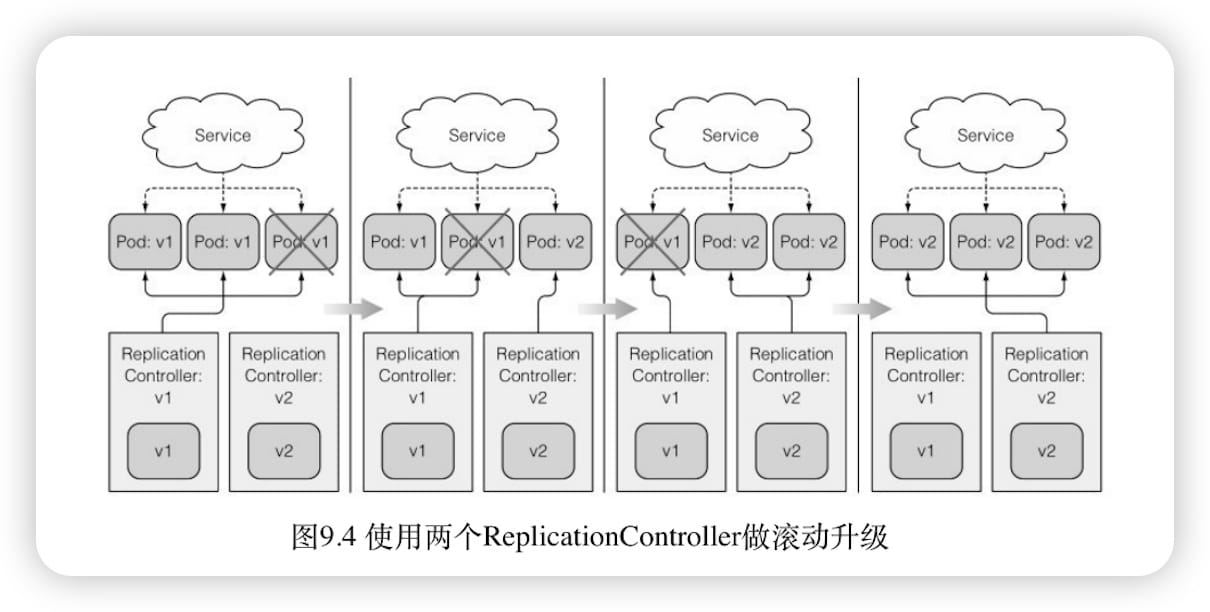 Service
Service
Service
Service
Pod: v1
Pod: v1
Pod: v1
Pod: v1
Pod: v1
Pod: v2
Pod: v1
Pod: v2
Pod: v2
Pod: v2
Pod: v2
Pod: v2
Replication
Controller:
v1
Replication
Controller:
v2
Replication
Controller:
v1
Replication
Controller:
v2
Replication
Controller:
v1
Replication
Controller:
v2
Replication
Controller:
v1
Replication
Controller:
v2
v1
v2
v1
v2
v1
v2
v1
v2
图9.4 使用两个ReplicationController做滚动升级